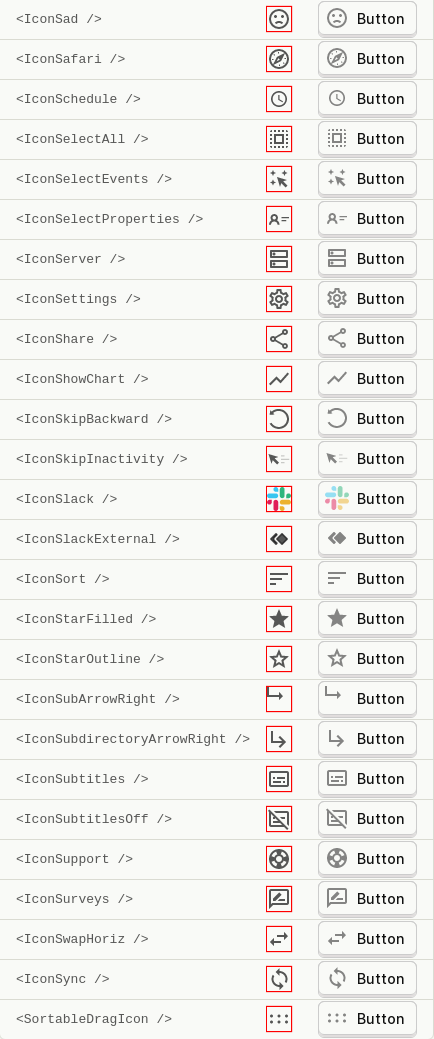 <IconSad /> Button
<IconSafari /> Button
<IconSchedule /> Button
<IconSelectAll /> Button
<IconSelectEvents /> Button
<IconSelectProperties /> Button
<IconServer /> Button
<IconSettings /> Button
<IconShare /> Button
<IconShowChart /> Button
<IconSkipBackward /> Button
<IconSkipInactivity /> Button
<IconSlack /> Button
<IconSlackExternal /> Button
<IconSort /> Button
<IconStarFilled /> Button
<IconStarOutline /> Button
<IconSubArrowRight /> Button
<IconSubdirectoryArrowRight /> Button
<IconSubtitles /> Button
<IconSubtitlesOff /> Button
<IconSupport /> Button
<IconSurveys /> Button
<IconSwapHoriz /> Button
<IconSync /> Button
<SortableDragIcon /> Button